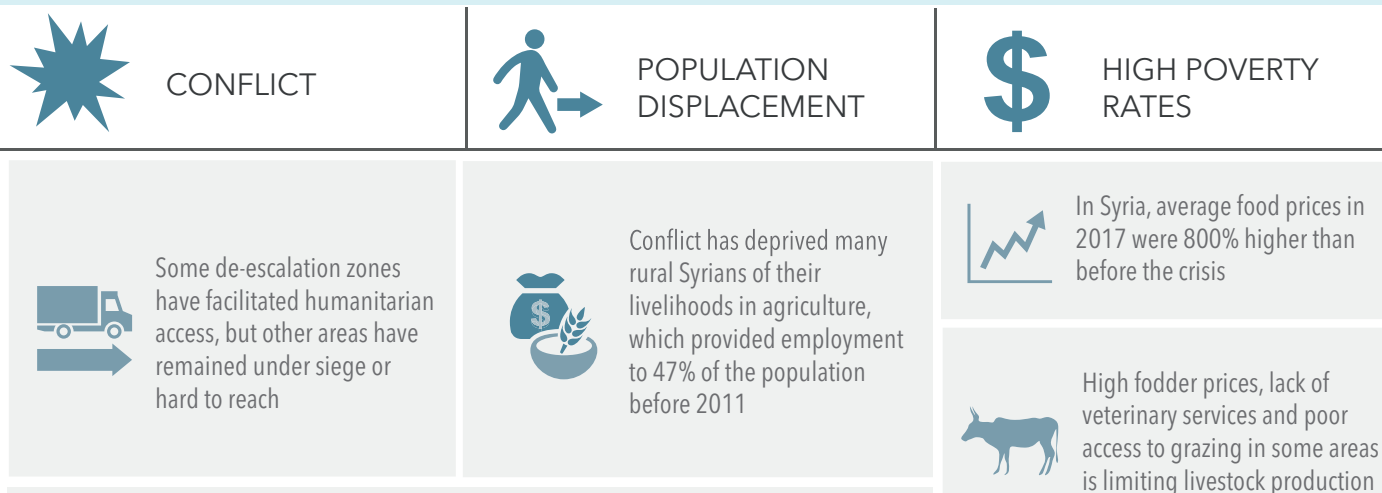 CONFLICT
POPULATION
DISPLACEMENT
$
HIGH POVERTY
RATES
Some de-escalation zones
have facilitated humanitarian
access, but other areas have
remained under siege or
hard to reach
$
Conflict has deprived many
rural Syrians of their
livelihoods in agriculture,
which provided employment
to 47% of the population
before 2011
In Syria, average food prices in
2017 were 800% higher than
before the crisis
High fodder prices, lack of
veterinary services and poor
access to grazing in some areas
is limiting livestock production